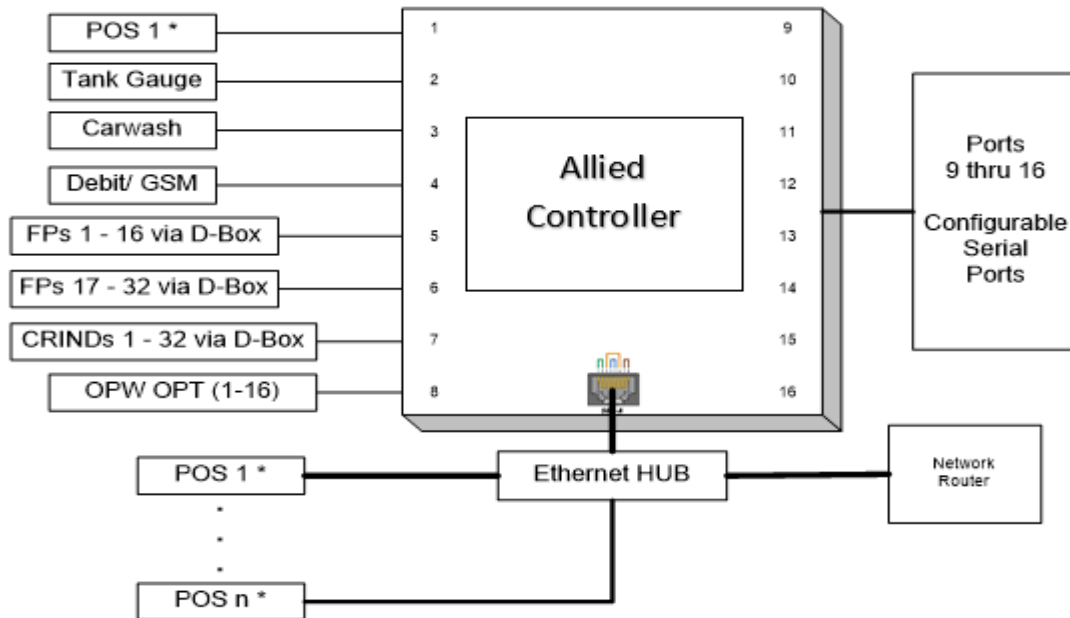 POS 1 *
Tank Gauge
Carwash
Debit/ GSM
FPs 1 - 16 via D-Box
FPs 17 - 32 via D-Box
CRINDs 1 - 32 via D-Box
OPW OPT (1-16)
1
2
3
4
5
6
7
8
Allied
Controller
9
10
11
12
13
14
15
16
Ports
9 thru 16
Configurable
Serial
Ports
POS 1 *
Ethernet HUB
Network
Router
POS n *